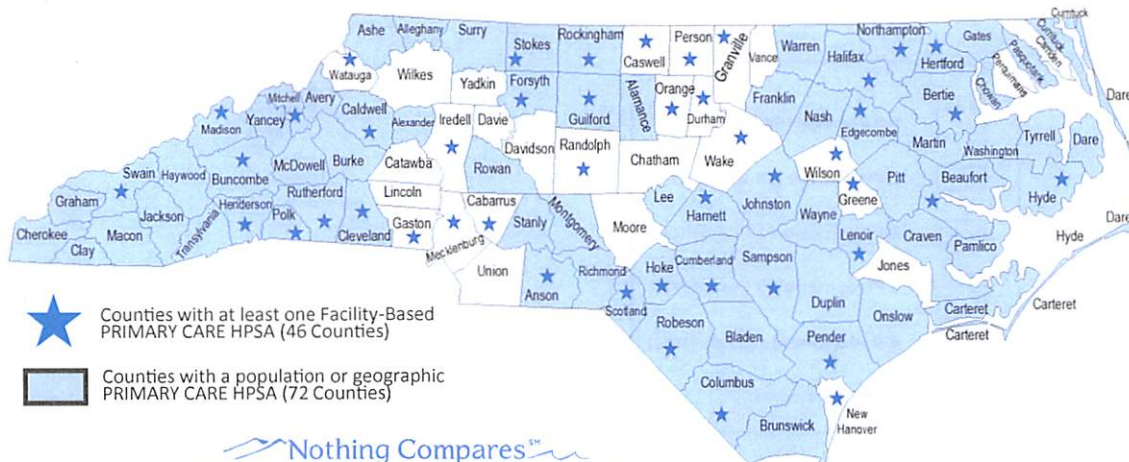 Ashe
Alleghany
Surry
Stokes
Rockingham
Caswell
Person
Granville
Vance
Warren
Northampton
Halifax
Hertford
Gates
Currituck
Currituck
Camden
Pasquotank
Perquimans
Chowan
Watauga
Wilkes
Yadkin
Forsyth
Guilford
Alamance
Orange
Durham
Franklin
Nash
Edgecombe
Bertie
Martin
Washington
Tyrrell
Dare
Dare
Mitchell
Avery
Caldwell
Alexander
Iredell
Davie
Davidson
Randolph
Chatham
Wake
Wilson
Pitt
Beaufort
Hyde
Madison
Yancey
McDowell
Burke
Catawba
Rowan
Lee
Harnett
Johnston
Wayne
Greene
Dare
Swain
Haywood
Buncombe
Rutherford
Lincoln
Cabarrus
Stanly
Montgomery
Moore
Lenoir
Craven
Pamlico
Hyde
Graham
Jackson
Henderson
Polk
Cleveland
Gaston
Mecklenburg
Cherokee
Clay
Macon
Transylvania
Union
Anson
Richmond
Scotland
Hoke
Cumberland
Sampson
Duplin
Jones
Onslow
Carteret
Carteret
Carteret
Robeson
Bladen
Pender
Columbus
Brunswick
New
Hanover
Counties with at least one Facility-Based
PRIMARY CARE HPSA (46 Counties)
Counties with a population or geographic
PRIMARY CARE HPSA (72 Counties)
Nothing Compares℠